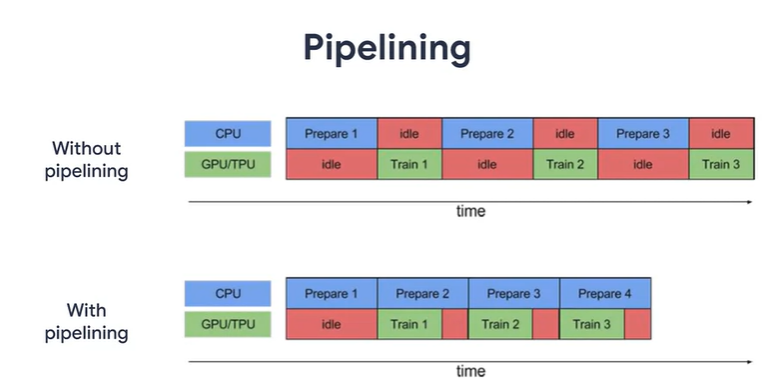 Pipelining
Without
pipelining
CPU
Prepare 1
idle
Prepare 2
idle
Prepare 3
idle
GPU/TPU
idle
Train 1
idle
Train 2
idle
Train 3
time
With
pipelining
CPU
Prepare 1
Prepare 2
Prepare 3
Prepare 4
GPU/TPU
idle
Train 1
Train 2
Train 3
time